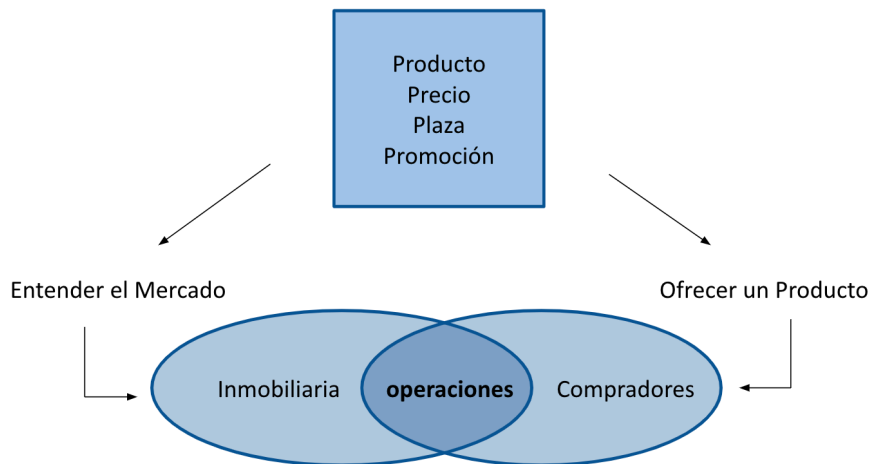 Producto
Precio
Plaza
Promoción
Entender el Mercado
Ofrecer un Producto
Inmobiliaria
operaciones
Compradores